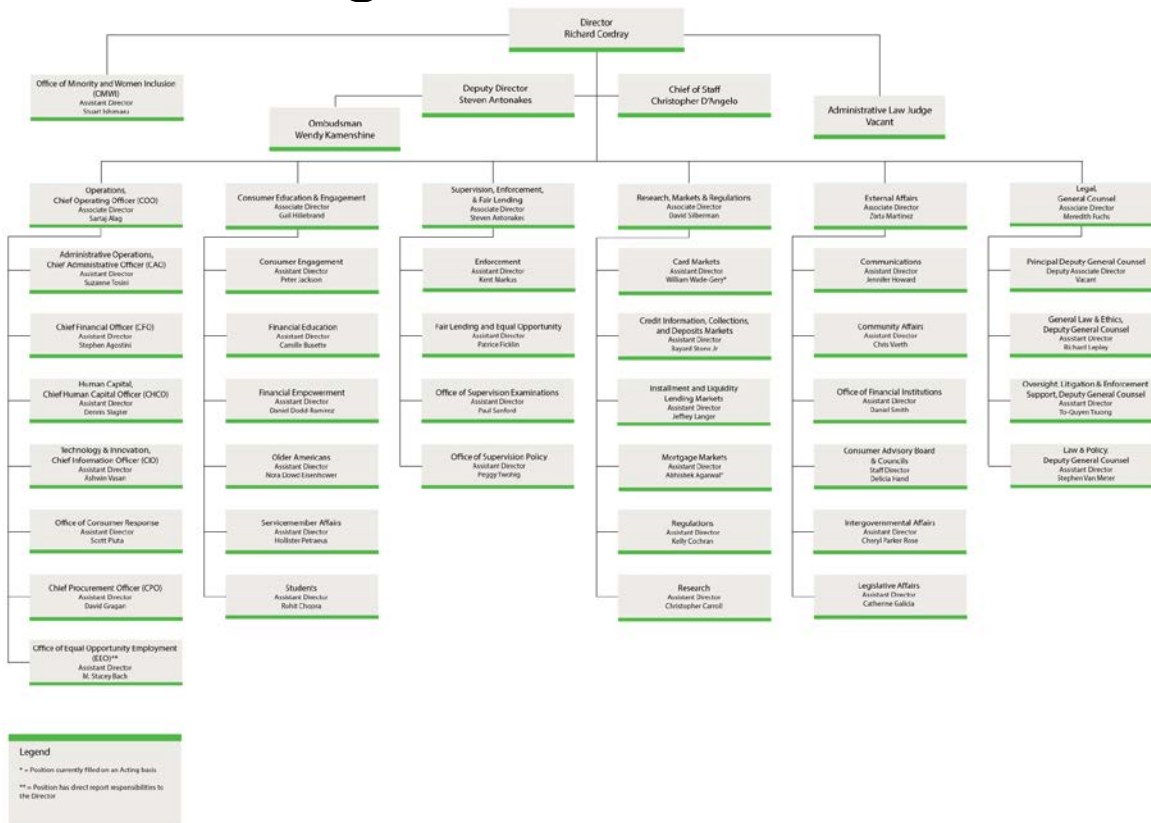 Director
Richard Cordray
Office of Minority and Women Inclusion
(OMWI)
Assistant Director
Stuart Ishimaru
Deputy Director
Steven Antonakes
Chief of Staff
Christopher D'Angelo
Ombudsman
Wendy Kamenshine
Administrative Law Judge
Vacant
Operations,
Chief Operating Officer (COO)
Associate Director
Sartaj Alag
Administrative Operations,
Chief Administrative Officer (CAO)
Assistant Director
Suzanne Tosini
Chief Financial Officer (CFO)
Assistant Director
Stephen Agostini
Human Capital,
Chief Human Capital Officer (CHCO)
Assistant Director
Dennis Slagter
Technology & Innovation,
Chief Information Officer (CIO)
Assistant Director
Ashwin Vasan
Office of Consumer Response
Assistant Director
Scott Pluta
Chief Procurement Officer (CPO)
Assistant Director
David Gragan
Office of Equal Opportunity Employment
(EEO)**
Assistant Director
M. Stacey Bach
Consumer Education & Engagement
Associate Director
Gail Hillebrand
Consumer Engagement
Assistant Director
Peter Jackson
Financial Education
Assistant Director
Camille Busette
Financial Empowerment
Assistant Director
Daniel Dodd-Ramirez
Older Americans
Assistant Director
Nora Dowd Eisenhower
Servicemember Affairs
Assistant Director
Hollister Petraeus
Students
Assistant Director
Rohit Chopra
Supervision, Enforcement,
& Fair Lending
Associate Director
Steven Antonakes
Enforcement
Assistant Director
Kent Markus
Fair Lending and Equal Opportunity
Assistant Director
Patrice Ficklin
Office of Supervision Examinations
Assistant Director
Paul Sanford
Office of Supervision Policy
Assistant Director
Peggy Twohig
Research, Markets & Regulations
Associate Director
David Silberman
Card Markets
Assistant Director
William Wade-Gery*
Credit Information, Collections,
and Deposits Markets
Assistant Director
Bayard Stone Jr
Installment and Liquidity
Lending Markets
Assistant Director
Jeffrey Langer
Mortgage Markets
Assistant Director
Abhishek Agarwal*
Regulations
Assistant Director
Kelly Cochran
Research
Assistant Director
Christopher Carroll
External Affairs
Associate Director
Zixta Martinez
Communications
Assistant Director
Jennifer Howard
Community Affairs
Assistant Director
Chris Vaeth
Office of Financial Institutions
Assistant Director
Daniel Smith
Consumer Advisory Board
& Councils
Staff Director
Delicia Hand
Intergovernmental Affairs
Assistant Director
Cheryl Parker Rose
Legislative Affairs
Assistant Director
Catherine Galicia
Legal,
General Counsel
Associate Director
Meredith Fuchs
Principal Deputy General Counsel
Deputy Associate Director
Vacant
General Law & Ethics,
Deputy General Counsel
Assistant Director
Richard Lepley
Oversight, Litigation & Enforcement
Support, Deputy General Counsel
Assistant Director
To-Quyen Truong
Law & Policy,
Deputy General Counsel
Assistant Director
Stephen Van Meter
Legend
* = Position currently filled on an Acting basis
** = Position has direct report responsibilities to
the Director